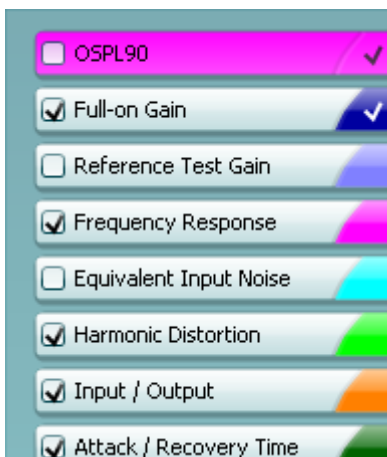 OSPL90
Full-on Gain
Reference Test Gain
Frequency Response
Equivalent Input Noise
Harmonic Distortion
Input / Output
Attack / Recovery Time